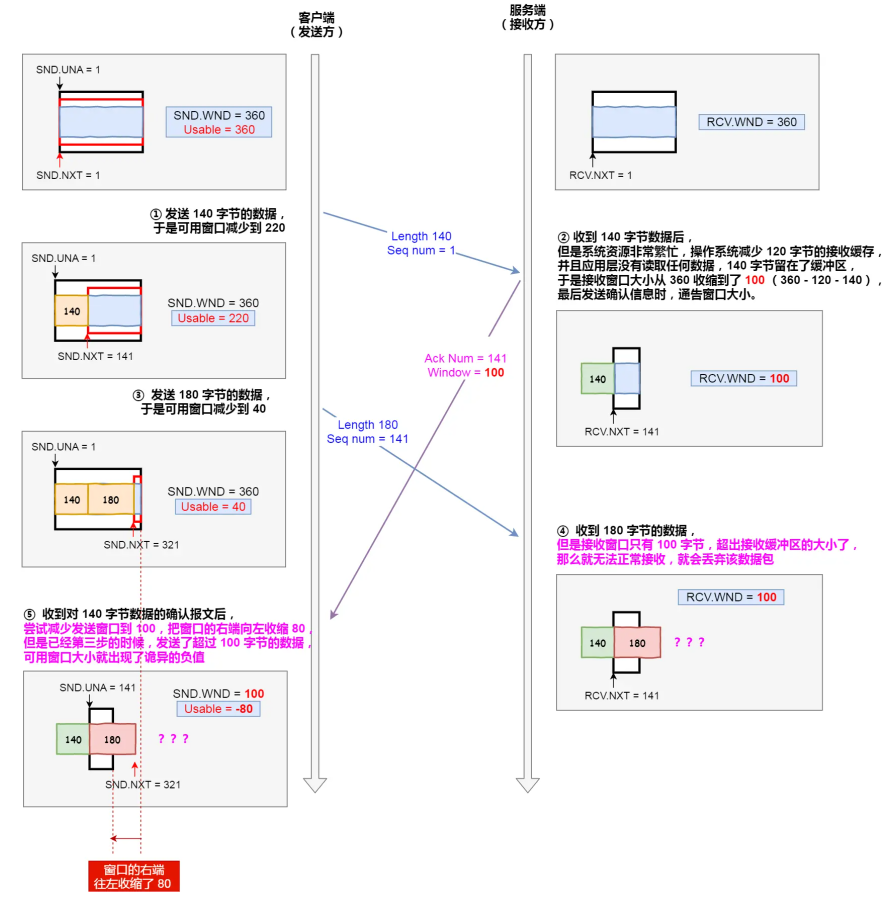 客户端
（发送方）
服务端
（接收方）
SND.UNA = 1
SND.WND = 360
Usable = 360
SND.NXT = 1
RCV.WND = 360
RCV.NXT = 1
① 发送 140 字节的数据，
于是可用窗口减少到 220
Length 140
Seq num = 1
② 收到 140 字节数据后，
但是系统资源非常繁忙，操作系统减少 120 字节的接收缓存，
并且应用层没有读取任何数据，140 字节留在了缓冲区，
于是接收窗口大小从 360 收缩到了 100 （360 - 120 - 140），
最后发送确认信息时，通告窗口大小。
SND.UNA = 1
140
SND.WND = 360
Usable = 220
SND.NXT = 141
Ack Num = 141
Window = 100
140
RCV.WND = 100
RCV.NXT = 141
③ 发送 180 字节的数据，
于是可用窗口减少到 40
Length 180
Seq num = 141
SND.UNA = 1
140
180
SND.WND = 360
Usable = 40
SND.NXT = 321
④ 收到 180 字节的数据，
但是接收窗口只有 100 字节，超出接收缓冲区的大小了，
那么就无法正常接收，就会丢弃该数据包
RCV.WND = 100
140
180
? ? ?
RCV.NXT = 141
⑤ 收到对 140 字节数据的确认报文后，
尝试减少发送窗口到 100，把窗口的右端向左收缩 80，
但是已经第三步的时候，发送了超过 100 字节的数据，
可用窗口大小就出现了诡异的负值
SND.UNA = 141
SND.WND = 100
Usable = -80
140
180
? ? ?
SND.NXT = 321
窗口的右端
往左收缩了 80